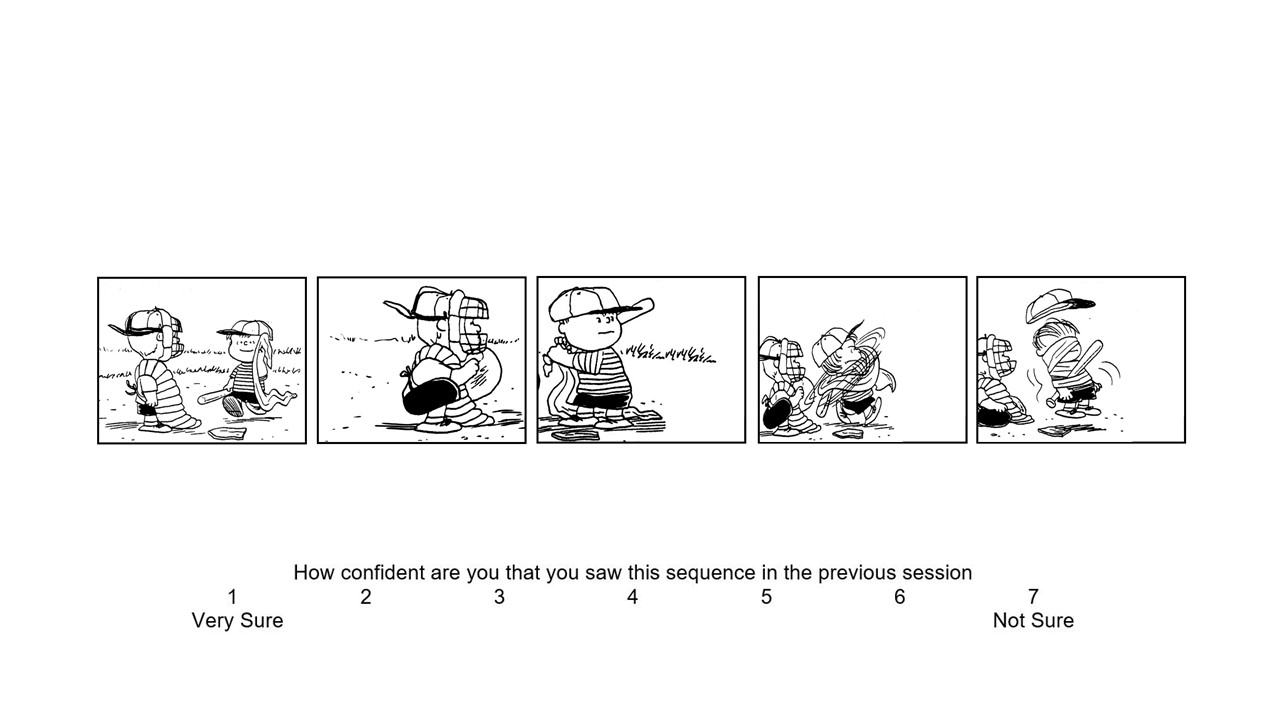 How confident are you that you saw this sequence in the previous session
1 2 3 4 5 6 7
Very Sure Not Sure